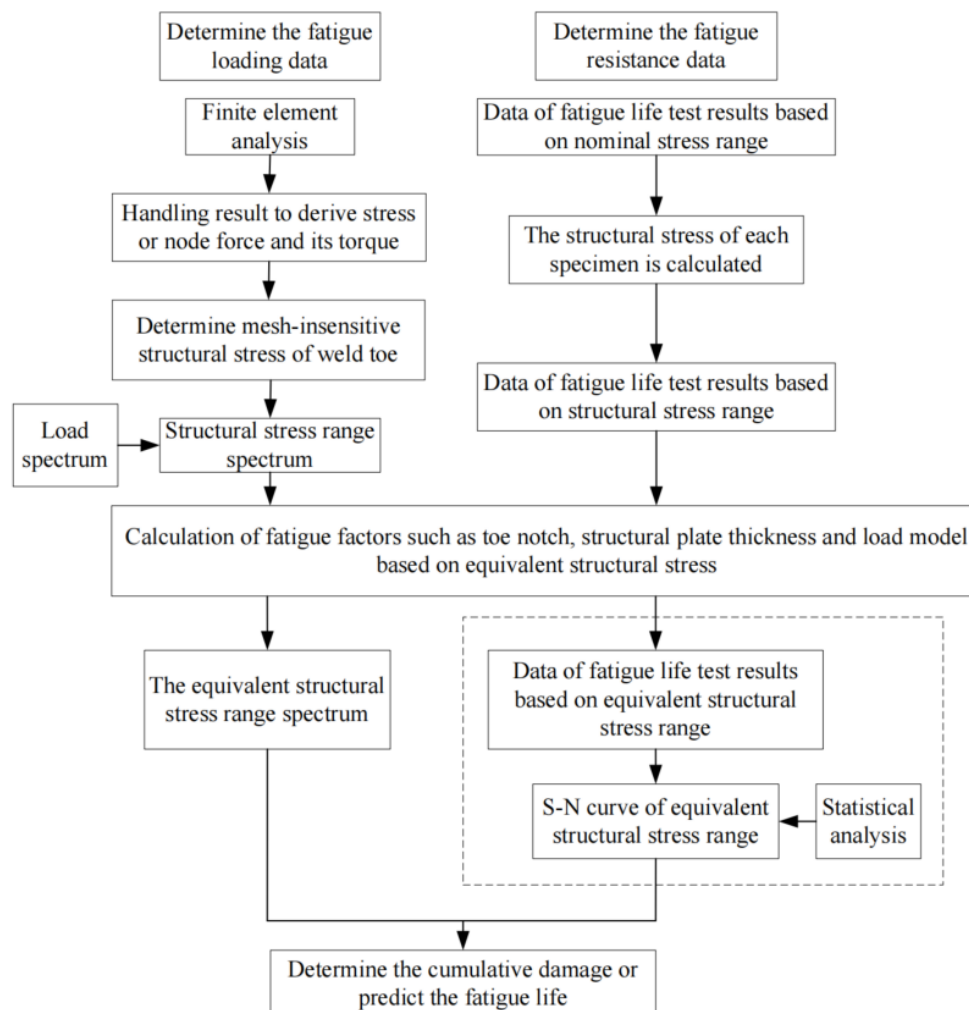 Determine the fatigue
loading data
Determine the fatigue
resistance data
Finite element
analysis
Data of fatigue life test results based
on nominal stress range
Handling result to derive stress
or node force and its torque
The structural stress of each
specimen is calculated
Determine mesh-insensitive
structural stress of weld toe
Data of fatigue life test results based
on structural stress range
Load
spectrum
Structural stress range
spectrum
Calculation of fatigue factors such as toe notch, structural plate thickness and load model
based on equivalent structural stress
The equivalent structural
stress range spectrum
Data of fatigue life test results
based on equivalent structural
stress range
S-N curve of equivalent
structural stress range
Statistical
analysis
Determine the cumulative damage or
predict the fatigue life